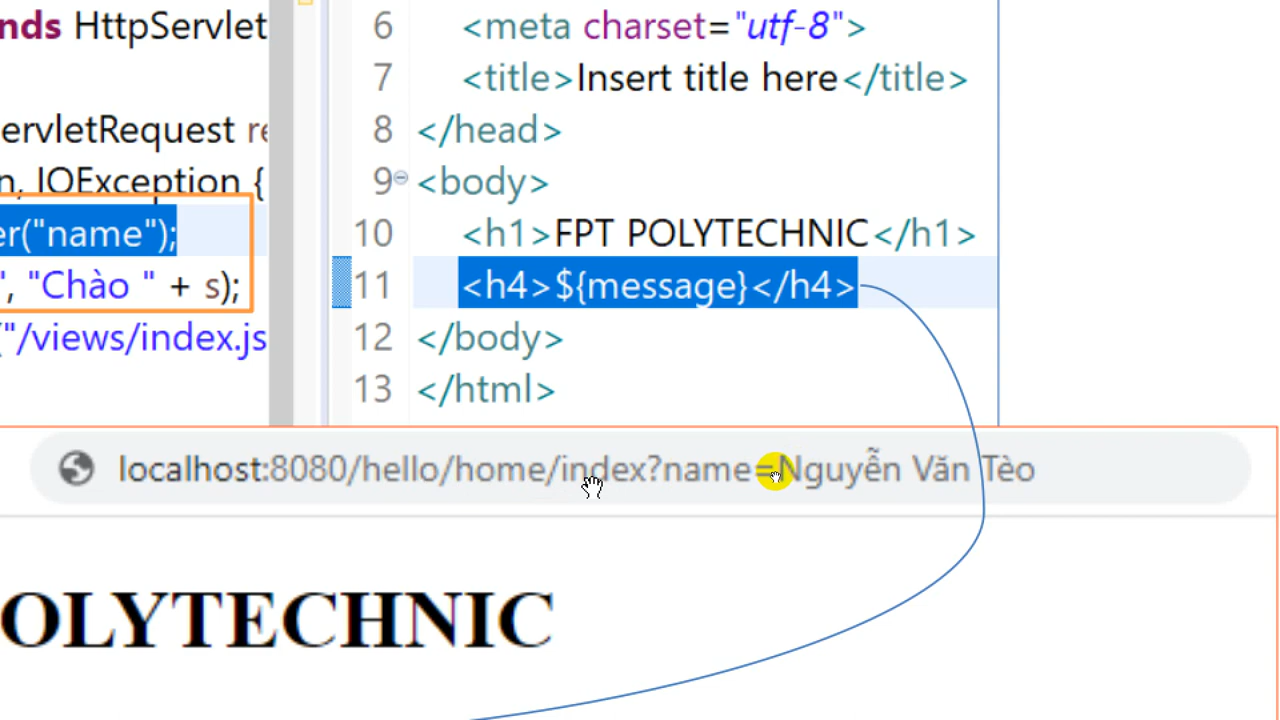 nds HttpServlet
ervletRequest re
n, IOException {
er("name");
", "Chào " + s);
("/views/index.js
6 <meta charset="utf-8">
7 <title>Insert title here</title>
8 </head>
9 <body>
10 <h1>FPT POLYTECHNIC</h1>
11 <h4>${message}</h4>
12 </body>
13 </html>
localhost:8080/hello/home/index?name=Nguyễn Văn Tèo
OLYTECHNIC